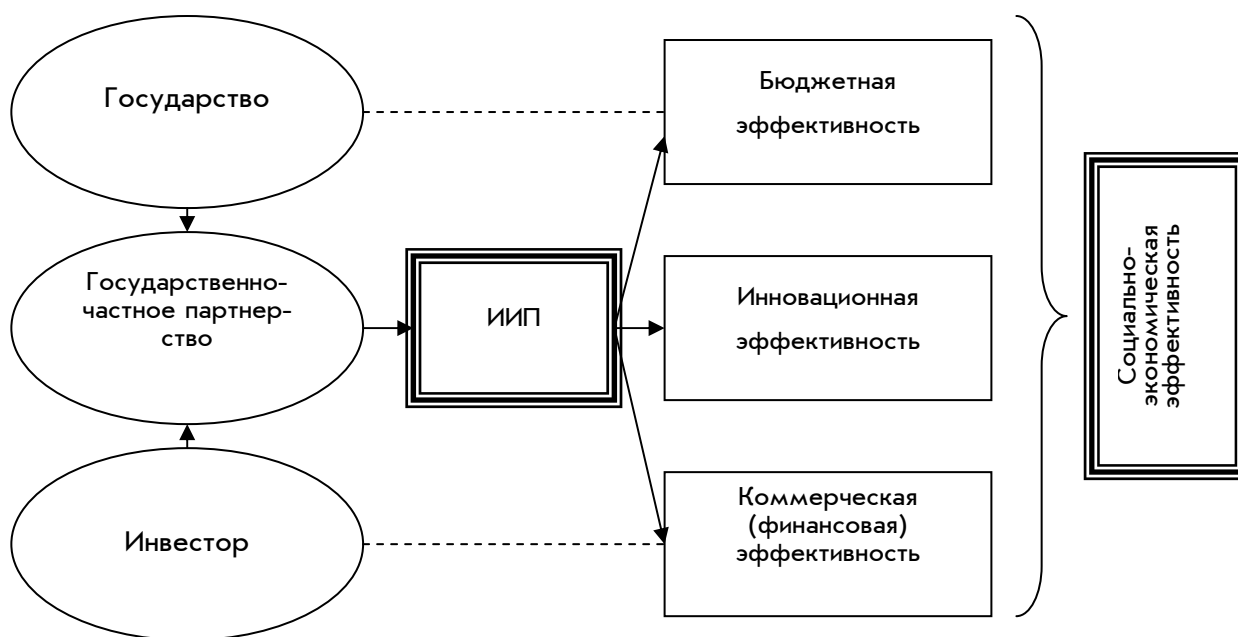 Государство
Бюджетная
эффективность
Государственно-
частное партнер-
ство
ИИП
Инновационная
эффективность
Социально-
экономическая
эффективность
Инвестор
Коммерческая
(финансовая)
эффективность